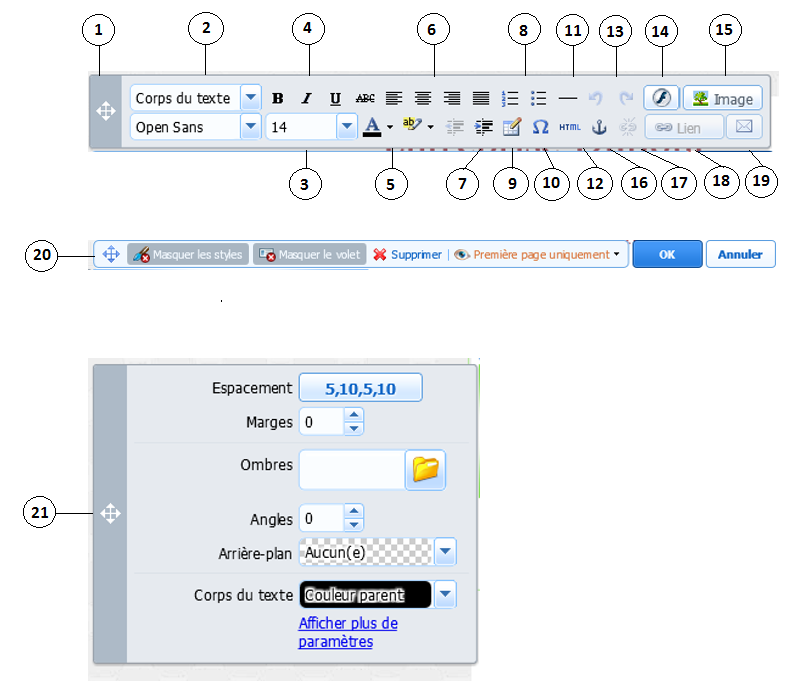 1 2 4 6 8 11 13 14 15
Corps du texte B I U ABC Image
Open Sans 14 A ab HTML Lien
3 5 7 9 10 12 16 17 18 19
20 Masquer les styles Masquer le volet Supprimer | Première page uniquement OK Annuler
Espacement 5,10,5,10
Marges 0
Ombres
21
Angles 0
Arrière-plan Aucun(e)
Corps du texte Couleur parent
Afficher plus de
paramètres